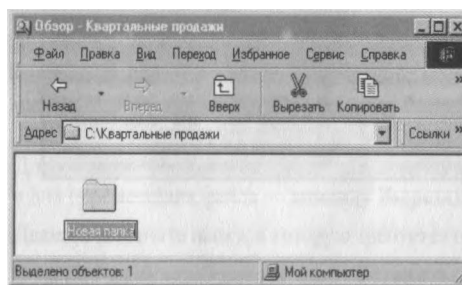 Обзор - Квартальные продажи
Файл Правка Вид Переход Избранное Сервис Справка
Назад Вперед Вверх Вырезать Копировать »
Адрес C:\Квартальные продажи Ссылки »
Новая папка
Выделено объектов: 1 Мой компьютер